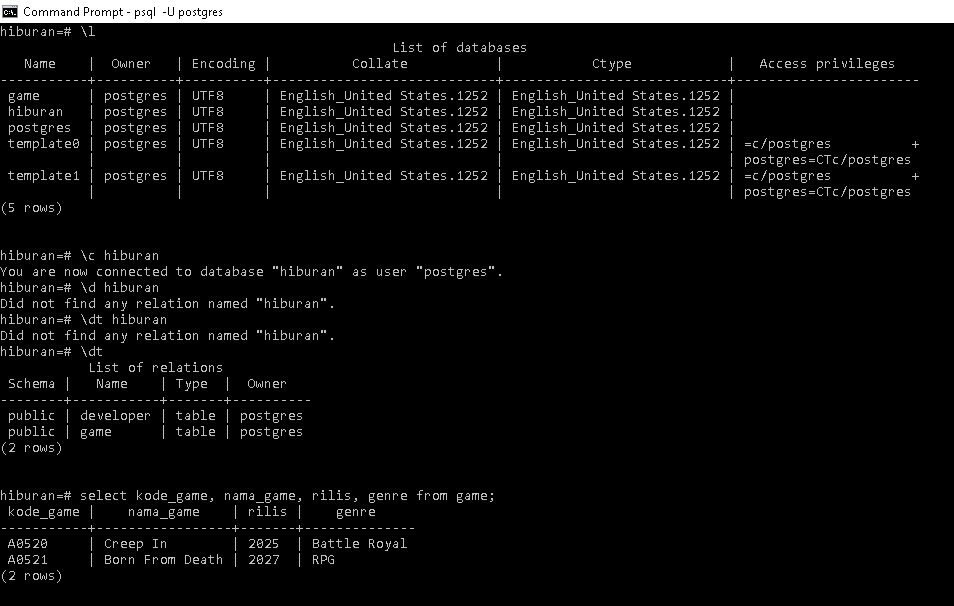 Command Prompt - psql -U postgres
hiburan=# \l
                                                 List of databases
   Name    |  Owner   | Encoding |          Collate           |           Ctype            |   Access privileges
-----------+----------+----------+----------------------------+----------------------------+-----------------------
 game      | postgres | UTF8     | English_United States.1252 | English_United States.1252 |
 hiburan   | postgres | UTF8     | English_United States.1252 | English_United States.1252 |
 postgres  | postgres | UTF8     | English_United States.1252 | English_United States.1252 |
 template0 | postgres | UTF8     | English_United States.1252 | English_United States.1252 | =c/postgres          +
           |          |          |                            |                            | postgres=CTc/postgres
 template1 | postgres | UTF8     | English_United States.1252 | English_United States.1252 | =c/postgres          +
           |          |          |                            |                            | postgres=CTc/postgres
(5 rows)
hiburan=# \c hiburan
You are now connected to database "hiburan" as user "postgres".
hiburan=# \d hiburan
Did not find any relation named "hiburan".
hiburan=# \dt hiburan
Did not find any relation named "hiburan".
hiburan=# \dt
           List of relations
 Schema |   Name    | Type  |  Owner
--------+-----------+-------+----------
 public | developer | table | postgres
 public | game      | table | postgres
(2 rows)
hiburan=# select kode_game, nama_game, rilis, genre from game;
 kode_game |    nama_game    | rilis |    genre
-----------+-----------------+-------+--------------
 A0520     | Creep In        | 2025  | Battle Royal
 A0521     | Born From Death | 2027  | RPG
(2 rows)